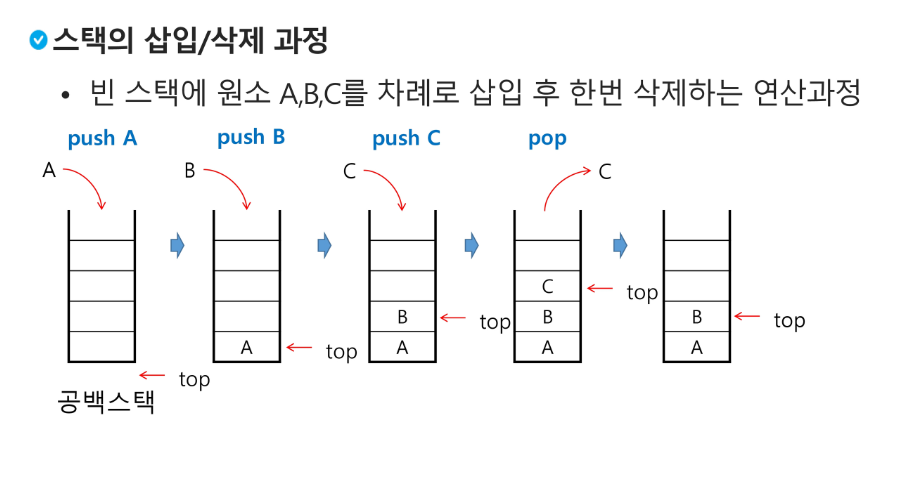 스택의 삽입/삭제 과정
• 빈 스택에 원소 A,B,C를 차례로 삽입 후 한번 삭제하는 연산과정
push A push B push C pop
A B C C
C
B top B top B top
A top A A A
top
공백스택